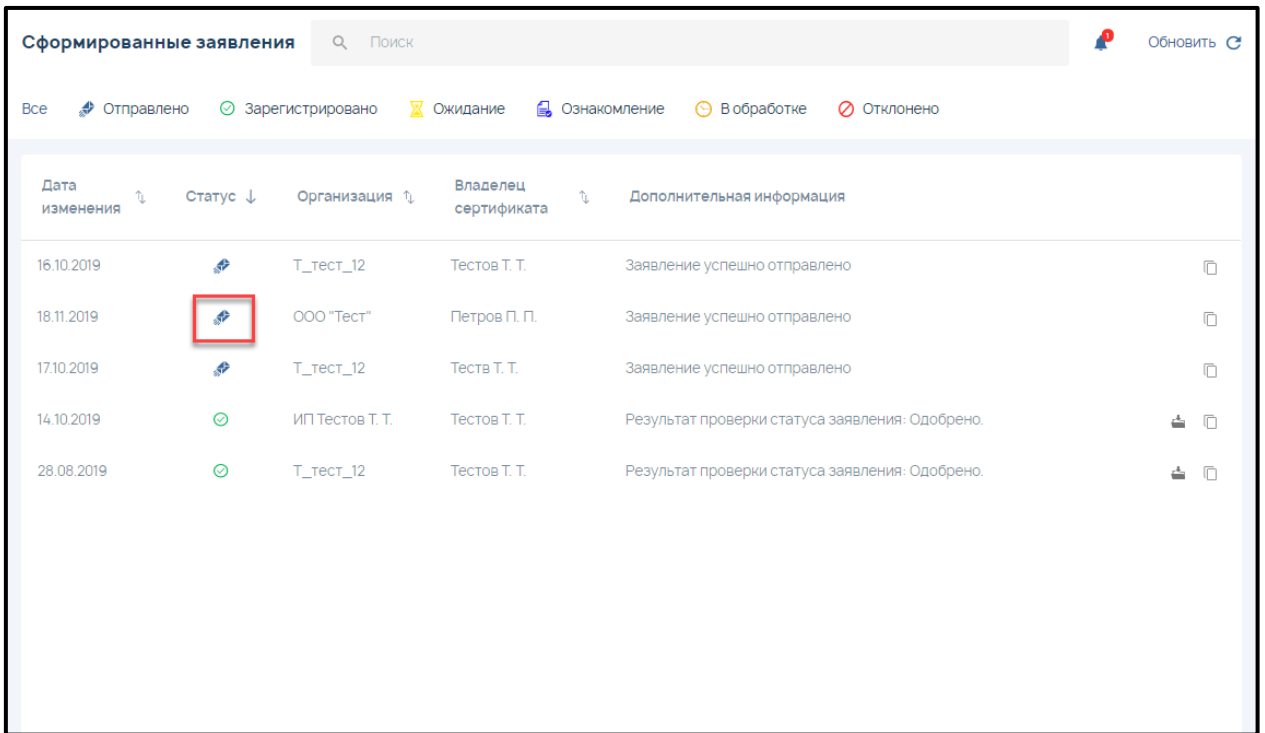 Сформированные заявления Поиск 1 Обновить
Все Отправлено Зарегистрировано Ожидание Ознакомление В обработке Отклонено
Дата изменения Статус Организация Владелец сертификата Дополнительная информация
16.10.2019 Т_тест_12 Тестов Т. Т. Заявление успешно отправлено
18.11.2019 ООО "Тест" Петров П. П. Заявление успешно отправлено
17.10.2019 Т_тест_12 Теств Т. Т. Заявление успешно отправлено
14.10.2019 ИП Тестов Т. Т. Тестов Т. Т. Результат проверки статуса заявления: Одобрено.
28.08.2019 Т_тест_12 Тестов Т. Т. Результат проверки статуса заявления: Одобрено.